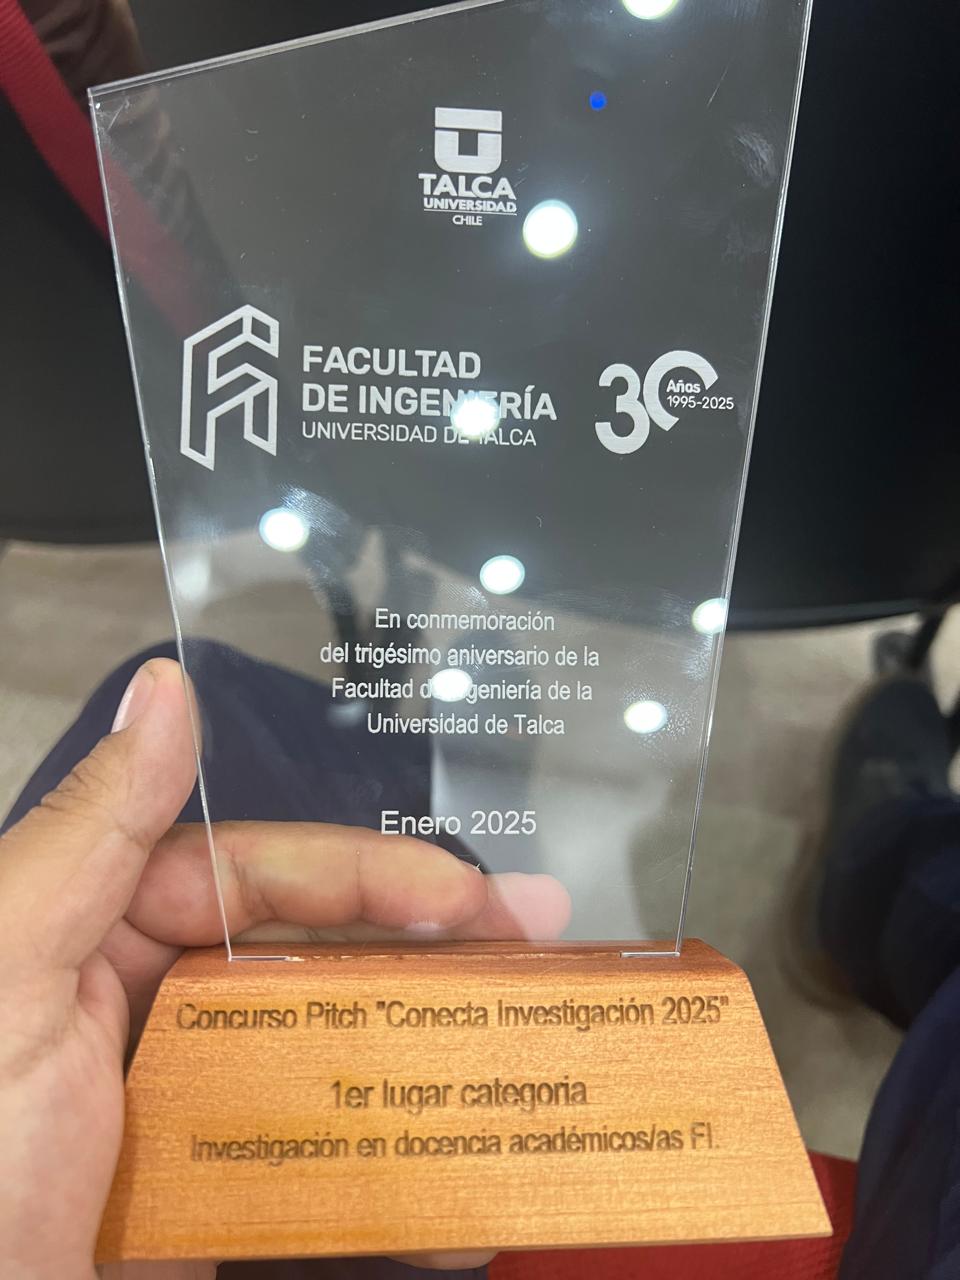 TALCA
UNIVERSIDAD
CHILE
FACULTAD
DE INGENIERÍA
UNIVERSIDAD DE TALCA
30 Años
1995-2025
En conmemoración
del trigésimo aniversario de la
Facultad de Ingeniería de la
Universidad de Talca
Enero 2025
Concurso Pitch "Conecta Investigación 2025"
1er lugar categoria
Investigación en docencia académicos/as FI.